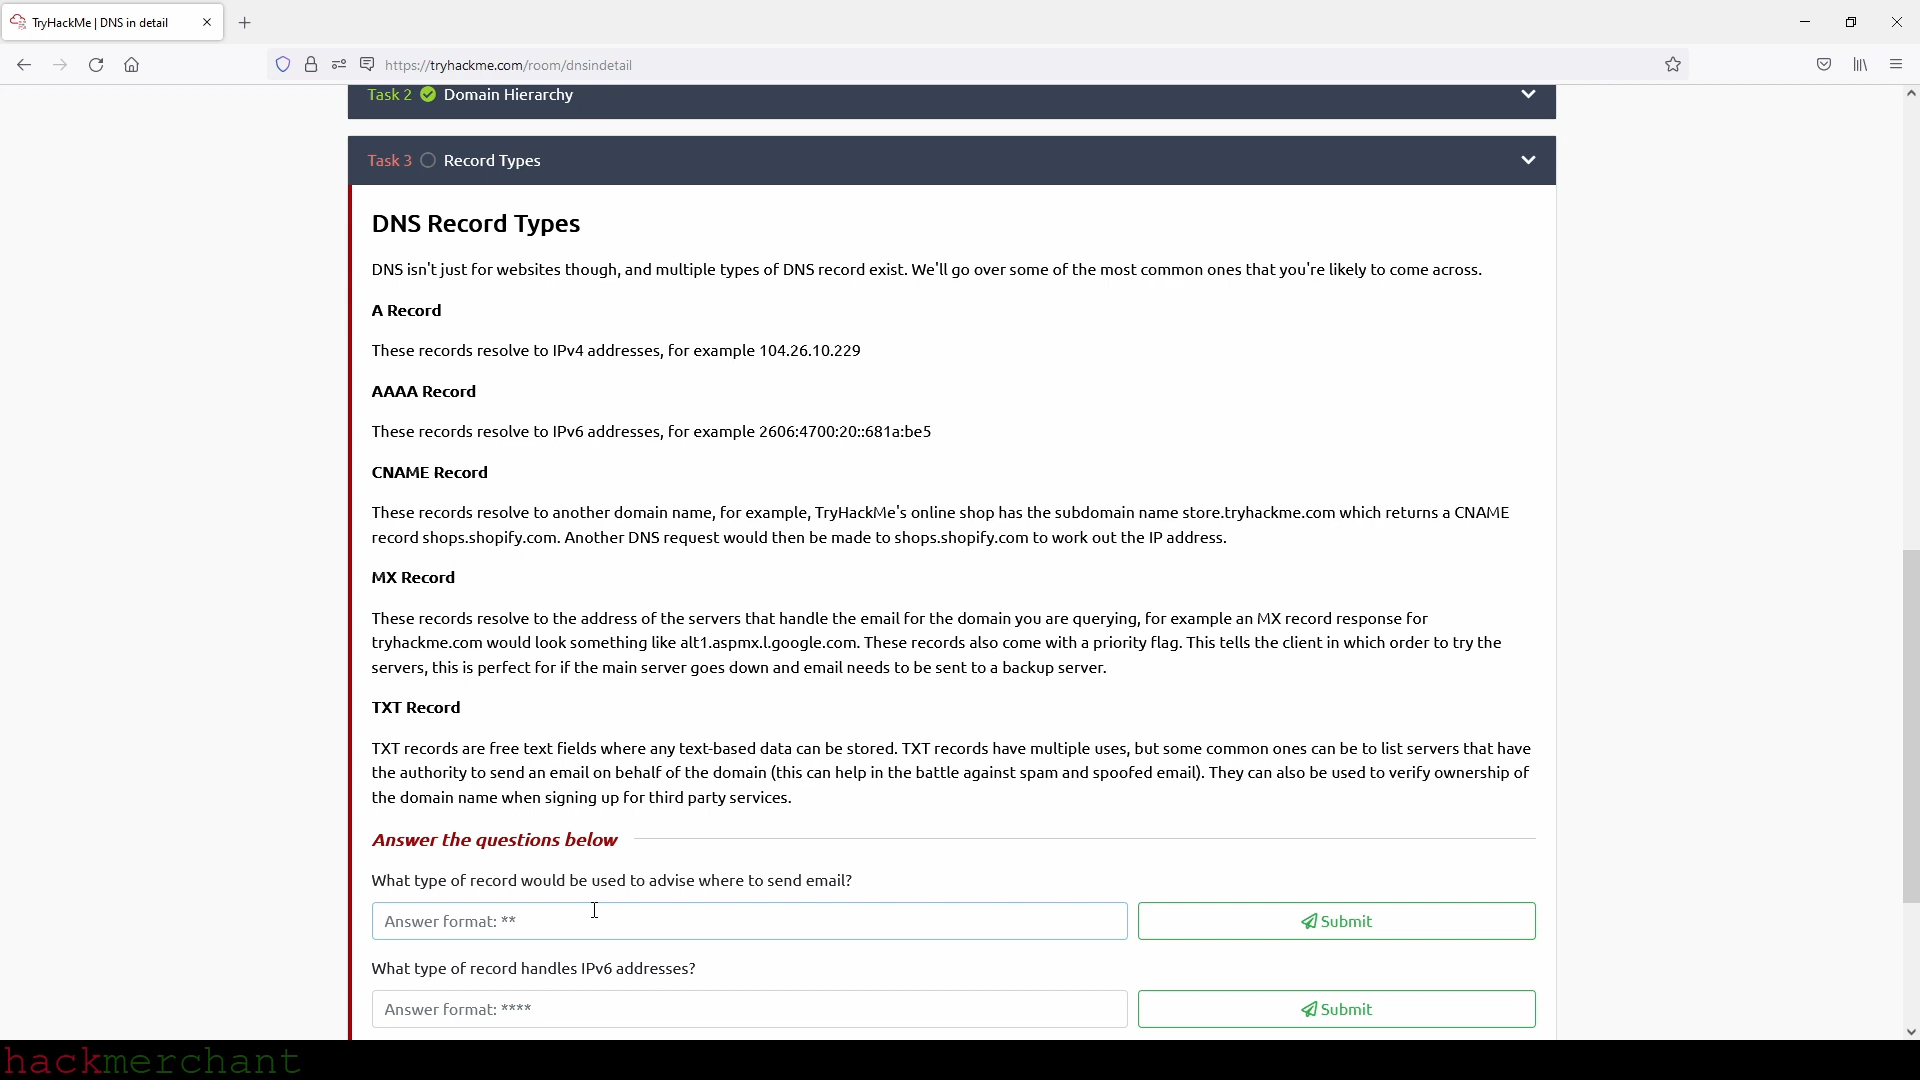 TryHackMe | DNS in detail
https://tryhackme.com/room/dnsindetail
Task 2 Domain Hierarchy
Task 3 Record Types
DNS Record Types
DNS isn't just for websites though, and multiple types of DNS record exist. We'll go over some of the most common ones that you're likely to come across.
A Record
These records resolve to IPv4 addresses, for example 104.26.10.229
AAAA Record
These records resolve to IPv6 addresses, for example 2606:4700:20::681a:be5
CNAME Record
These records resolve to another domain name, for example, TryHackMe's online shop has the subdomain name store.tryhackme.com which returns a CNAME
record shops.shopify.com. Another DNS request would then be made to shops.shopify.com to work out the IP address.
MX Record
These records resolve to the address of the servers that handle the email for the domain you are querying, for example an MX record response for
tryhackme.com would look something like alt1.aspmx.l.google.com. These records also come with a priority flag. This tells the client in which order to try the
servers, this is perfect for if the main server goes down and email needs to be sent to a backup server.
TXT Record
TXT records are free text fields where any text-based data can be stored. TXT records have multiple uses, but some common ones can be to list servers that have
the authority to send an email on behalf of the domain (this can help in the battle against spam and spoofed email). They can also be used to verify ownership of
the domain name when signing up for third party services.
Answer the questions below
What type of record would be used to advise where to send email?
Answer format: **
Submit
What type of record handles IPv6 addresses?
Answer format: ****
Submit
hackmerchant